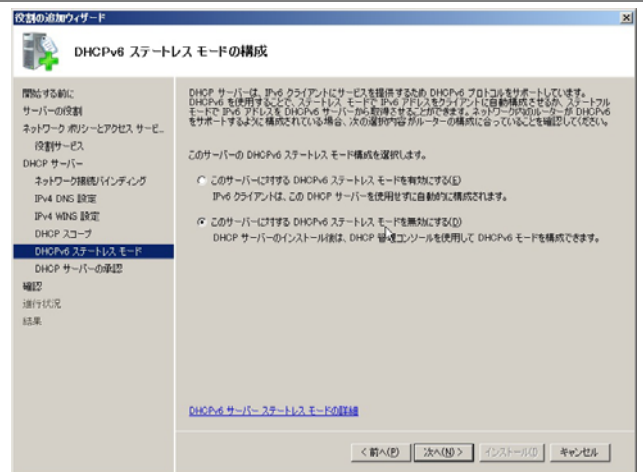 役割の追加ウィザード
DHCPv6 ステートレス モードの構成
開始する前に
サーバーの役割
ネットワーク ポリシーとアクセス サービ...
役割サービス
DHCP サーバー
ネットワーク接続バインディング
IPv4 DNS 設定
IPv4 WINS 設定
DHCP スコープ
DHCPv6 ステートレス モード
DHCP サーバーの承認
確認
進行状況
結果
DHCP サーバーは、IPv6 クライアントにサービスを提供するため DHCPv6 プロトコルをサポートしています。
DHCPv6 を使用することで、ステートレス モードで IPv6 アドレスをクライアントに自動構成させるか、ステートフル
モードで IPv6 アドレスを DHCPv6 サーバーから取得させることができます。ネットワーク内のルーターが DHCPv6
をサポートするように構成されている場合、次の選択内容がルーターの構成に合っていることを確認してください。
このサーバーの DHCPv6 ステートレス モード構成を選択します。
このサーバーに対する DHCPv6 ステートレス モードを有効にする(E)
IPv6 クライアントは、この DHCP サーバーを使用せずに自動的に構成されます。
このサーバーに対する DHCPv6 ステートレス モードを無効にする(D)
DHCP サーバーのインストール後は、DHCP 管理コンソールを使用して DHCPv6 モードを構成できます。
DHCPv6 サーバー ステートレス モードの詳細
< 前へ(P)
次へ(N) >
インストール(I)
キャンセル